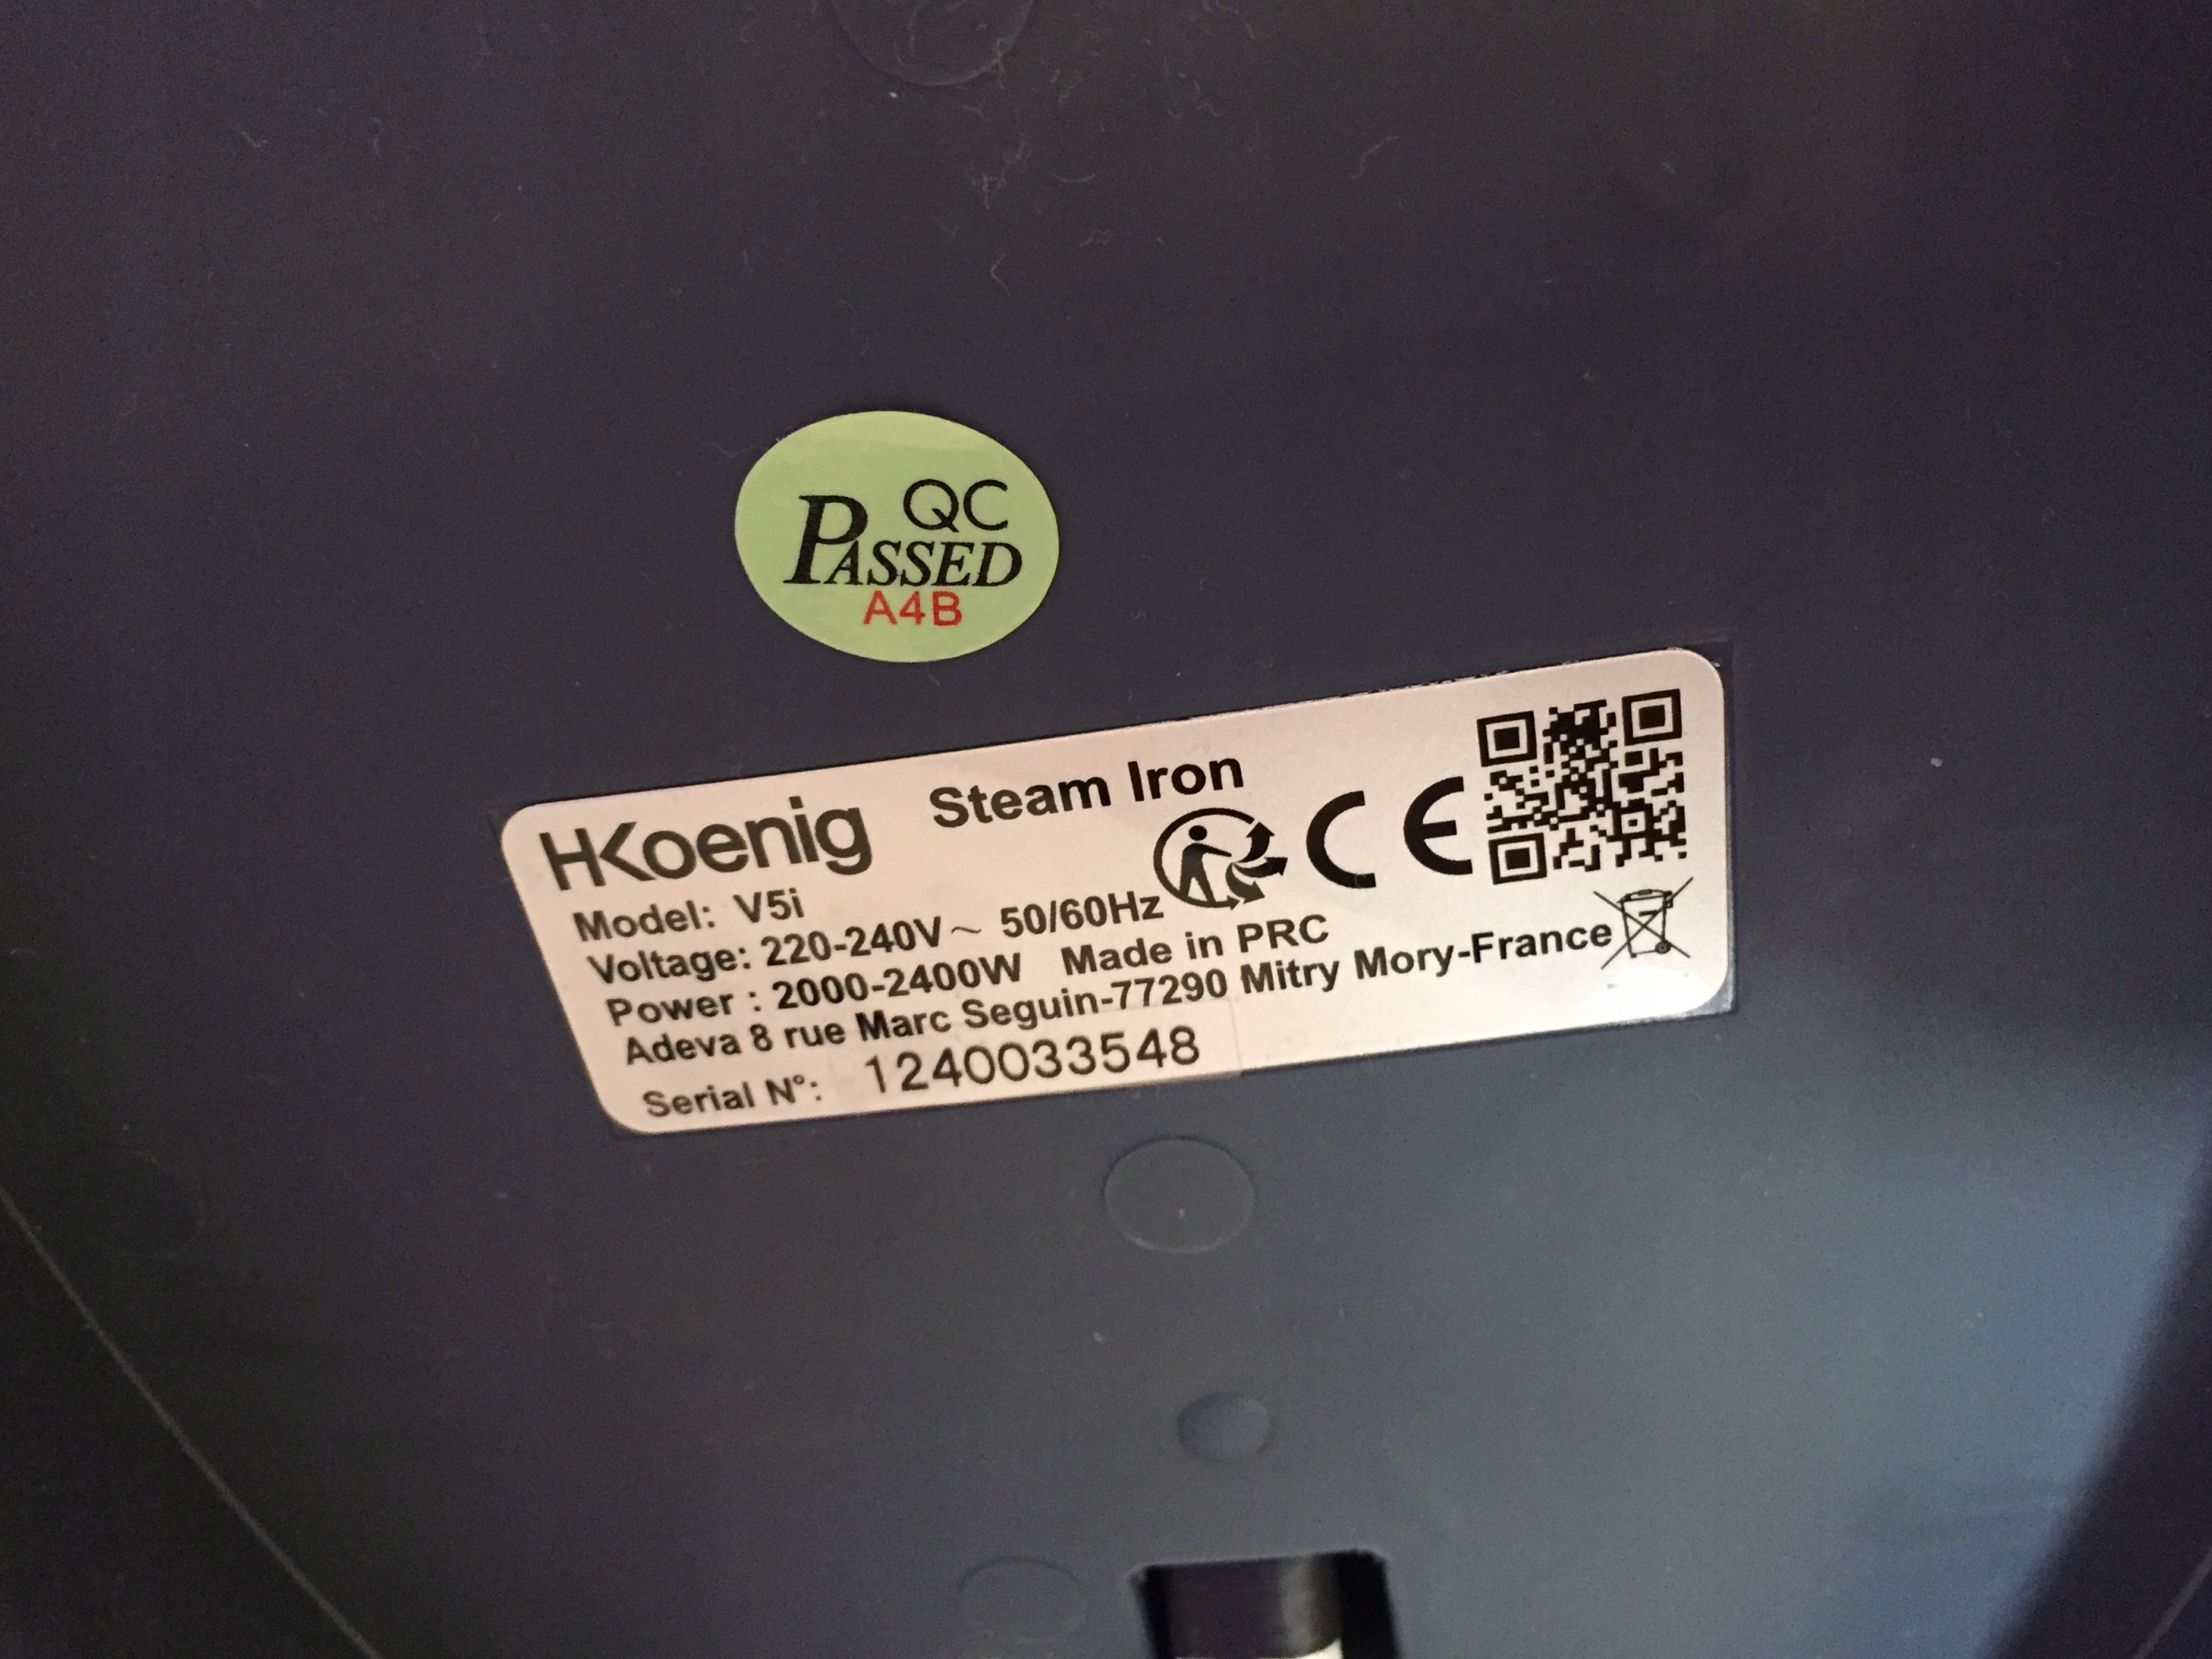 QC
PASSED
A4B
HKoenig Steam Iron
CE
Model: V5i
Voltage: 220-240V~ 50/60Hz
Power : 2000-2400W Made in PRC
Adeva 8 rue Marc Seguin-77290 Mitry Mory-France
Serial N°: 1240033548